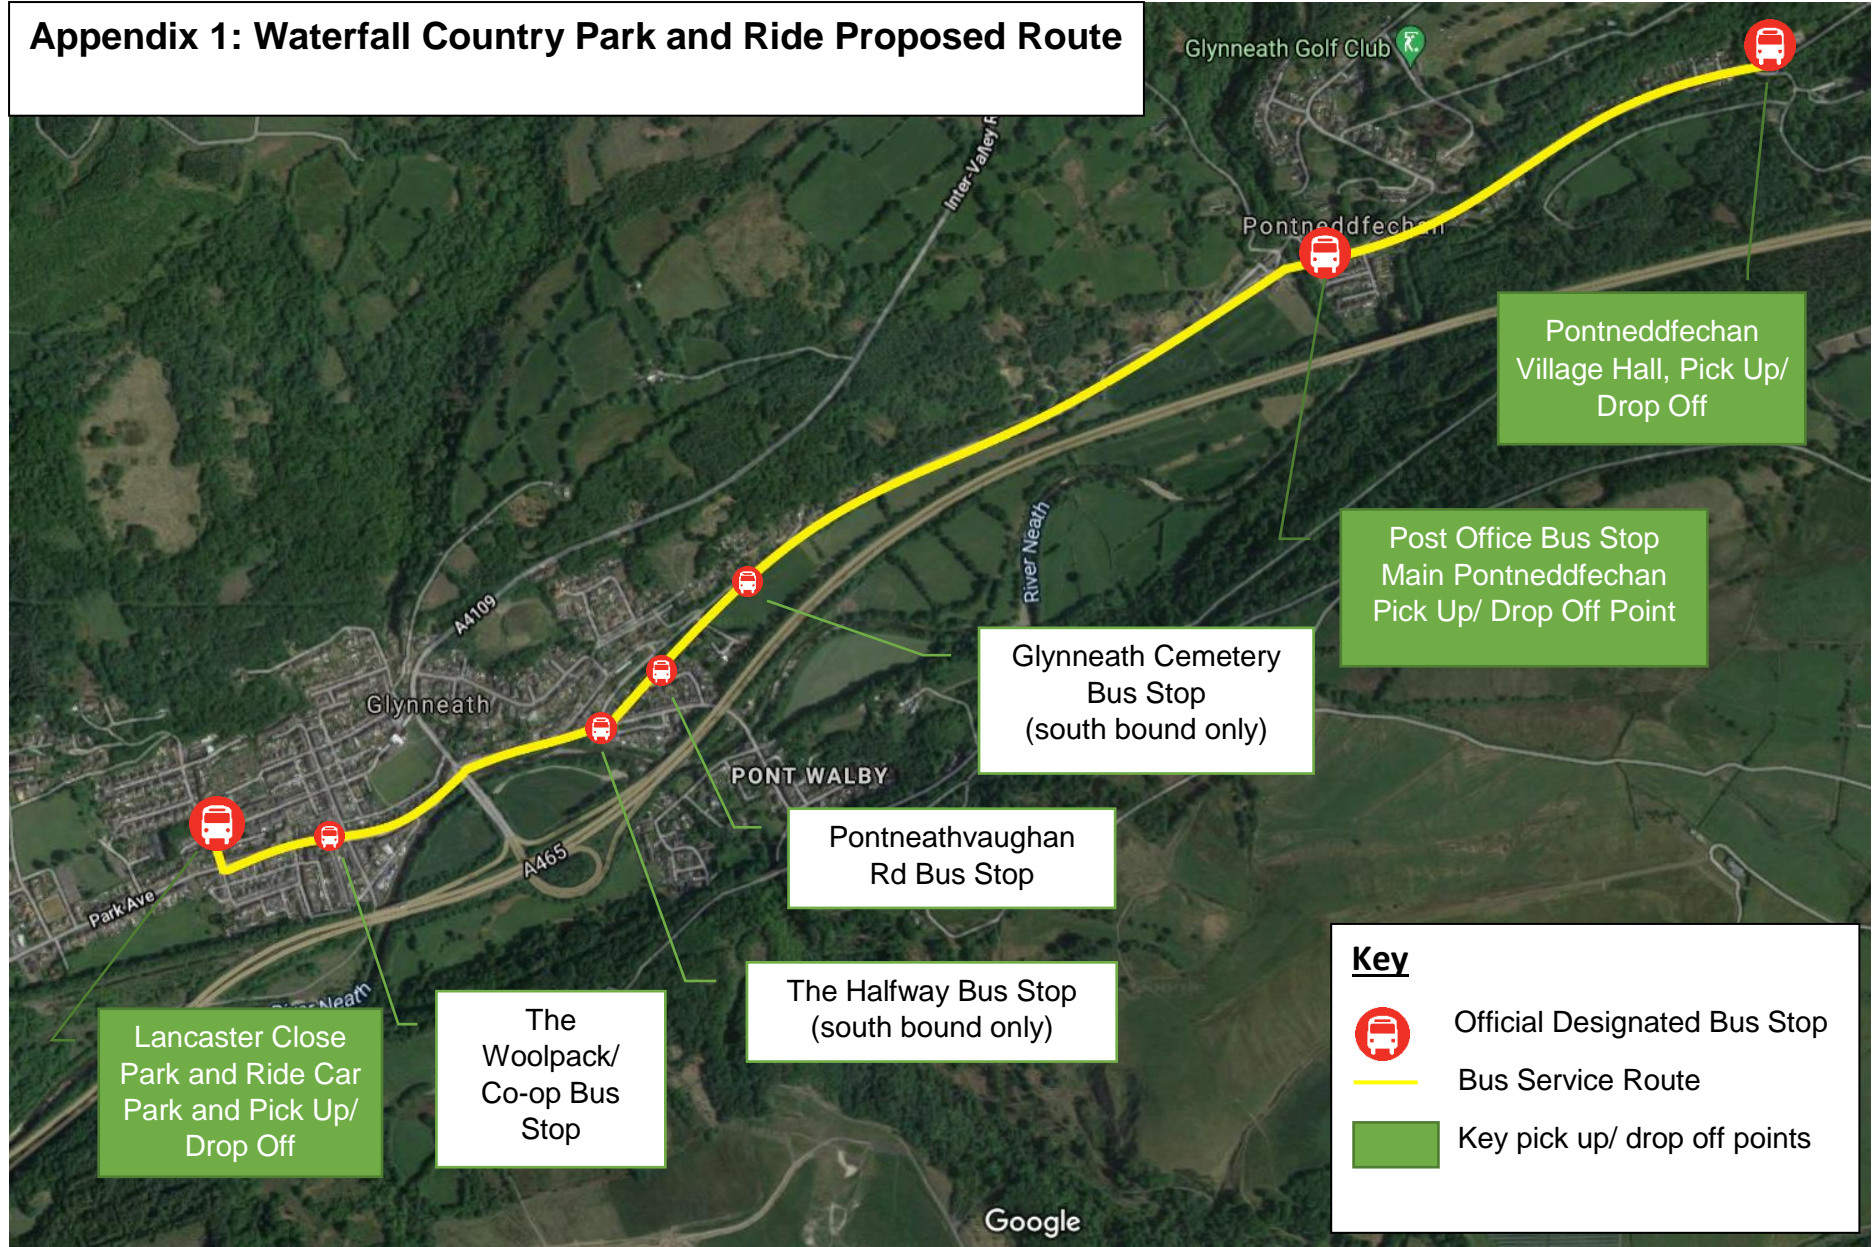 Appendix 1: Waterfall Country Park and Ride Proposed Route
Glynneath Golf Club
Inter-Valley R
Pontneddfechan
Pontneddfechan
Village Hall, Pick Up/
Drop Off
Post Office Bus Stop
Main Pontneddfechan
Pick Up/ Drop Off Point
River Neath
A4109
Glynneath Cemetery
Bus Stop
(south bound only)
Glynneath
PONT WALBY
Pontneathvaughan
Rd Bus Stop
A465
Park Ave
The Halfway Bus Stop
(south bound only)
River Neath
Lancaster Close
Park and Ride Car
Park and Pick Up/
Drop Off
The
Woolpack/
Co-op Bus
Stop
Key
Official Designated Bus Stop
Bus Service Route
Key pick up/ drop off points
Google